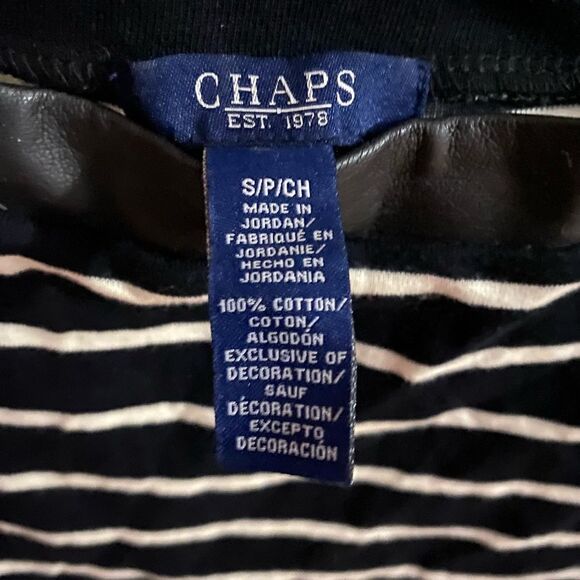 CHAPS
EST. 1978
S/P/CH
MADE IN
JORDAN/
FABRIQUÉ EN
JORDANIE/
HECHO EN
JORDANIA
100% COTTON/
COTON/
ALGODÓN
EXCLUSIVE OF
DECORATION/
SAUF
DÉCORATION/
EXCEPTO
DECORACIÓN